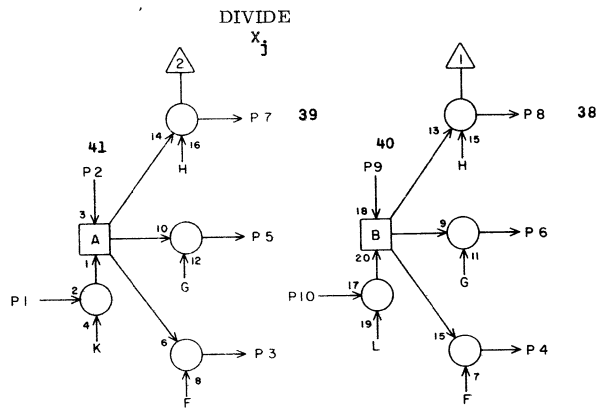 DIVIDE
Xj
2
1
14 16 P7 39
13 15 P8 38
H
H
41
40
P2
P9
3
18
A 10 12 P5
B 9 11 P6
1
20
G
G
P1 2
P10 17
4
19
K
L
6 8 P3
15 7 P4
F
F